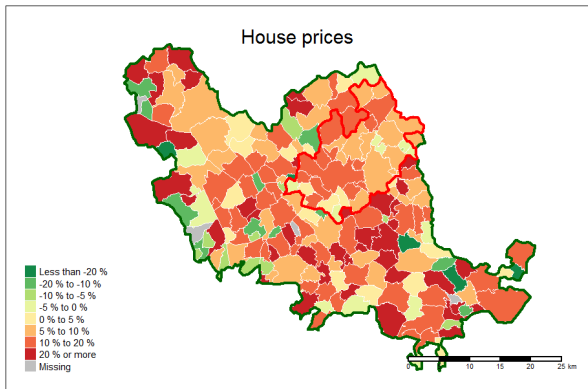 House prices
Less than -20 %
-20 % to -10 %
-10 % to -5 %
-5 % to 0 %
0 % to 5 %
5 % to 10 %
10 % to 20 %
20 % or more
Missing
0 5 10 15 20 25 km